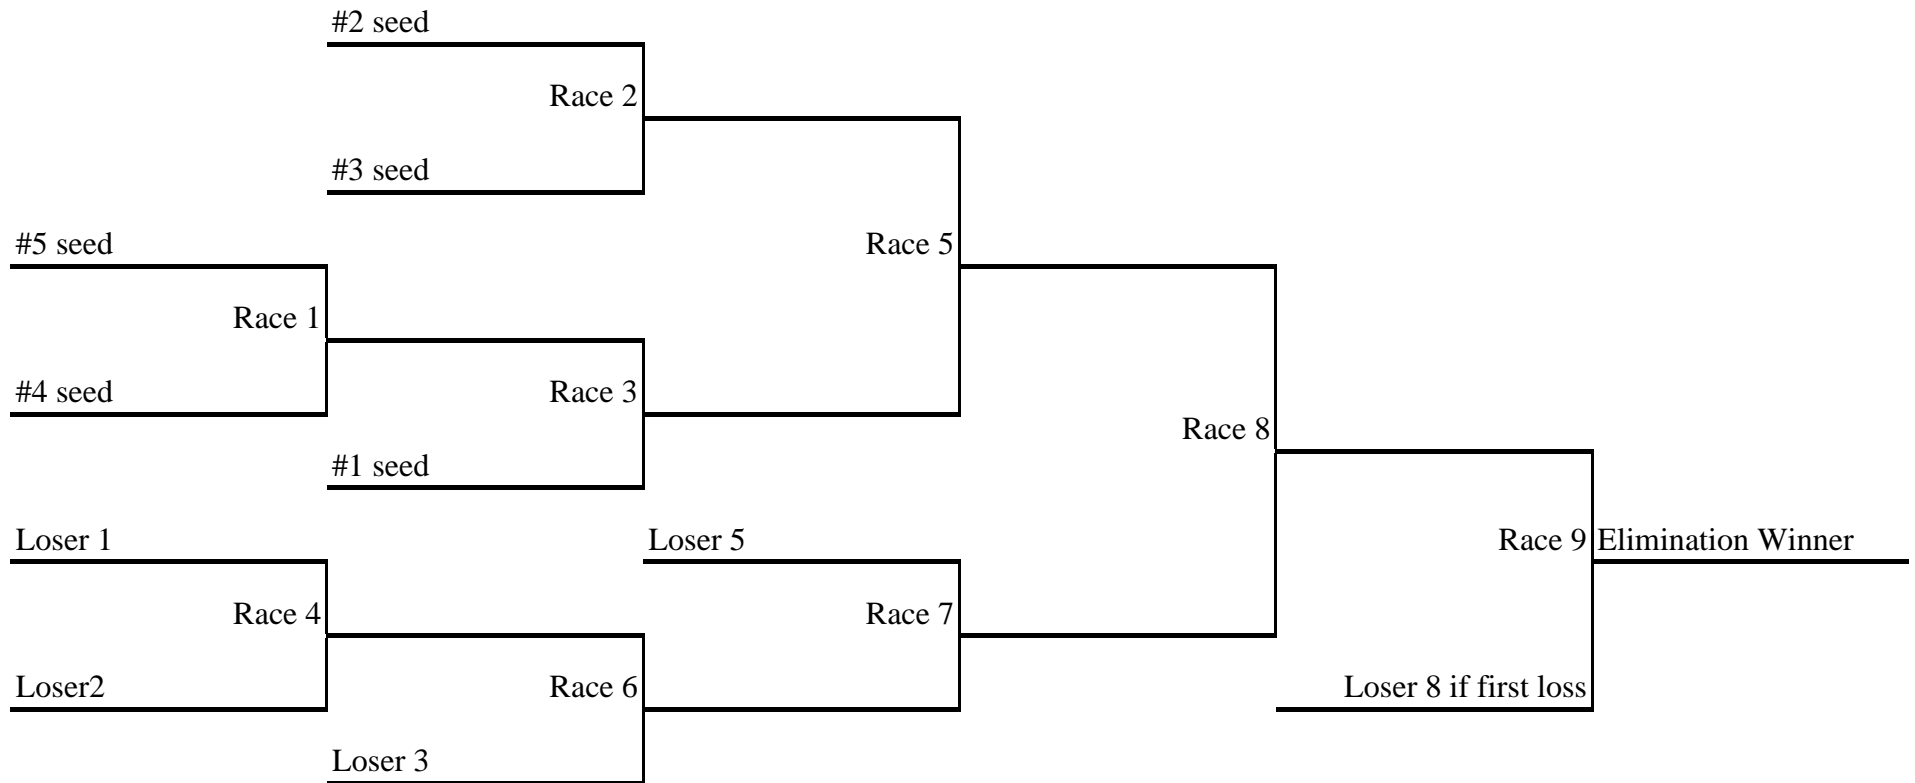 #2 seed
Race 2
#3 seed
#5 seed
Race 5
Race 1
#4 seed
Race 3
Race 8
#1 seed
Loser 1
Loser 5
Race 9
Elimination Winner
Race 4
Race 7
Loser2
Race 6
Loser 8 if first loss
Loser 3